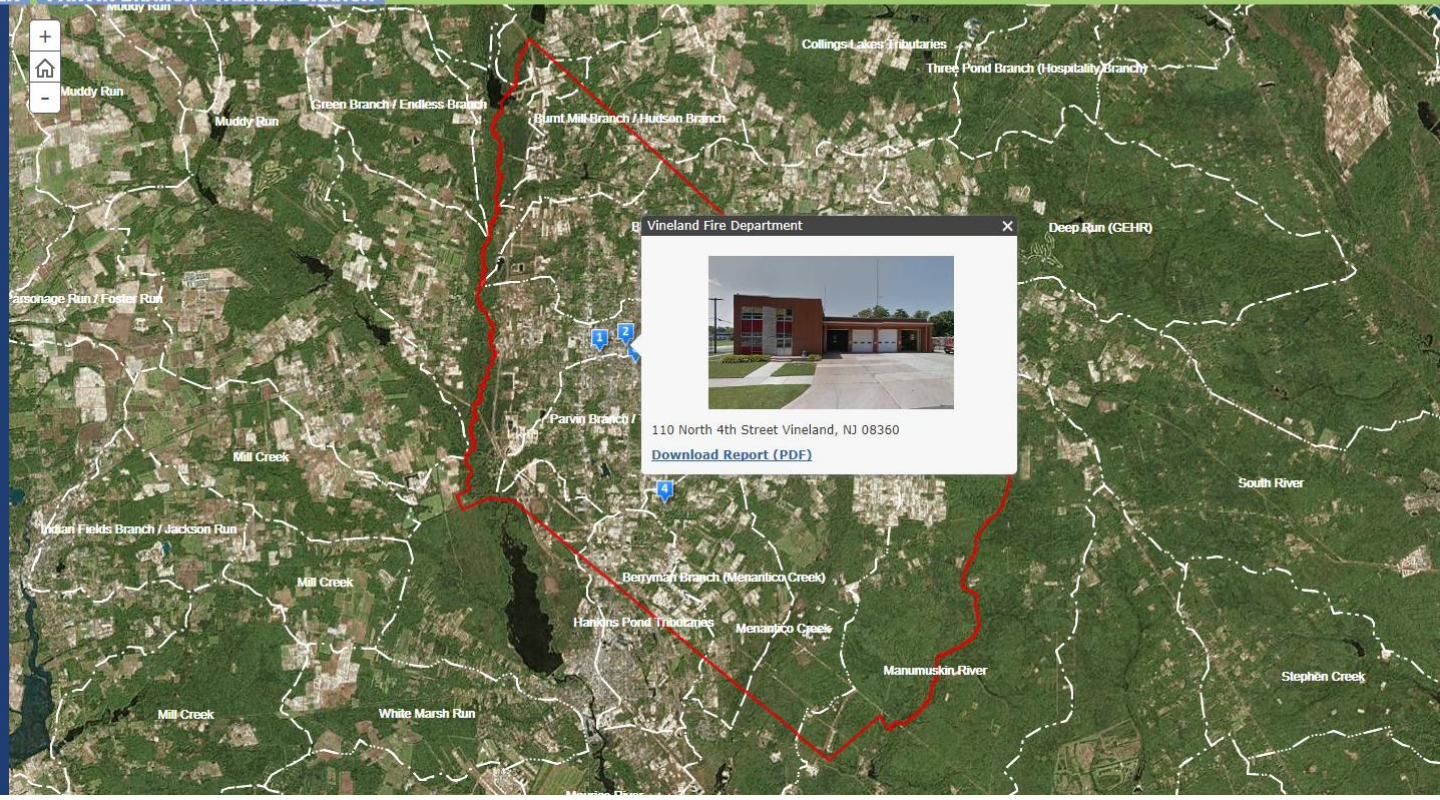 Muddy Run
+
-
Muddy Run
Muddy Run
Green Branch / Endless Branch
Burnt Mill Branch / Hudson Branch
Collings Lakes Tributaries
Three Pond Branch (Hospitality Branch)
Deep Run (GEHR)
B
Vineland Fire Department
110 North 4th Street Vineland, NJ 08360
Download Report (PDF)
arsonage Run / Foster Run
1
2
Parvin Branch /
Mill Creek
4
South River
Indian Fields Branch / Jackson Run
Mill Creek
Berryman Branch (Menantico Creek)
Hankins Pond Tributaries
Menantico Creek
Manumuskin River
Stephen Creek
Mill Creek
White Marsh Run
Maurice River